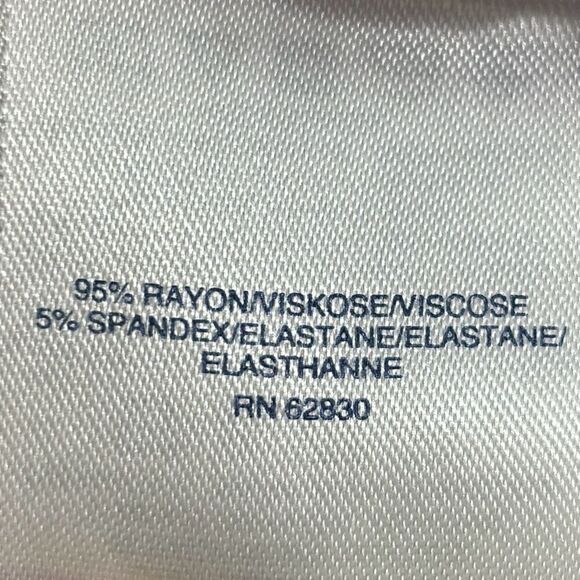 95% RAYON/VISKOSE/VISCOSE
5% SPANDEX/ELASTANE/ELASTANE/
ELASTHANNE
RN 62830